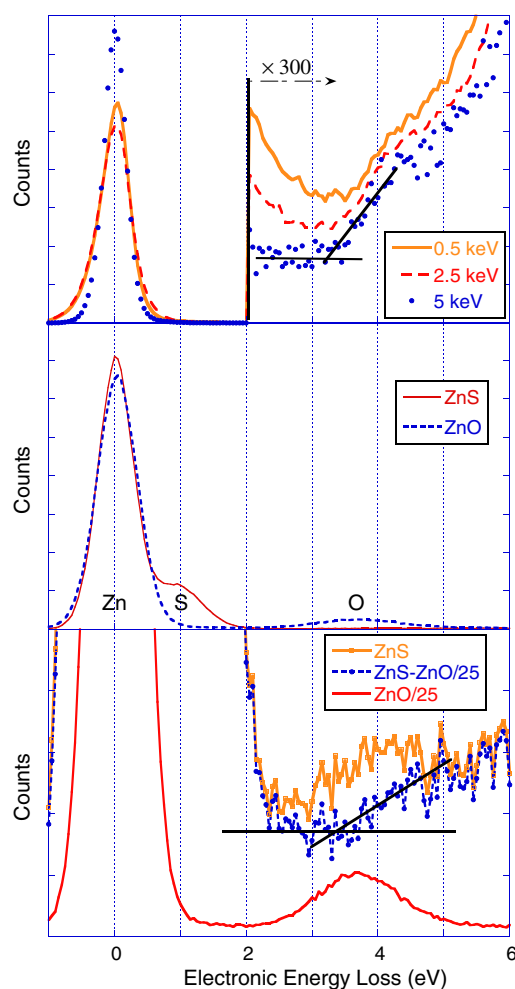 × 300
Counts
0.5 keV
2.5 keV
5 keV
Counts
ZnS
ZnO
Zn S O
Counts
ZnS
ZnS-ZnO/25
ZnO/25
0 2 4 6
Electronic Energy Loss (eV)